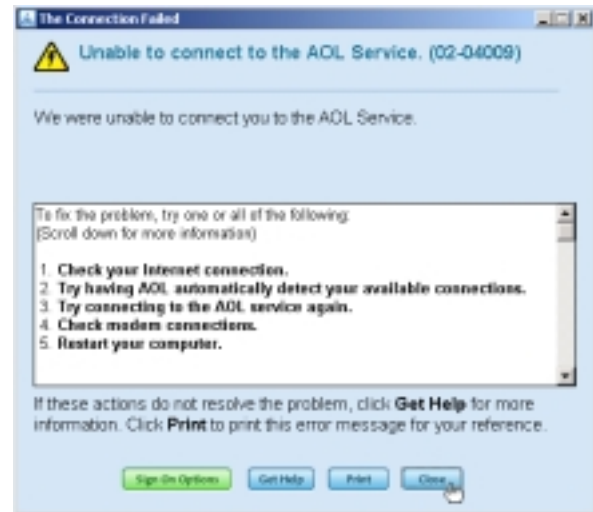 The Connection Failed
Unable to connect to the AOL Service. (02-04009)
We were unable to connect you to the AOL Service.
To fix the problem, try one or all of the following:
(Scroll down for more information)
1. Check your Internet connection.
2. Try having AOL automatically detect your available connections.
3. Try connecting to the AOL service again.
4. Check modem connections.
5. Restart your computer.
If these actions do not resolve the problem, click Get Help for more
information. Click Print to print this error message for your reference.
Sign On Options Get Help Print Close